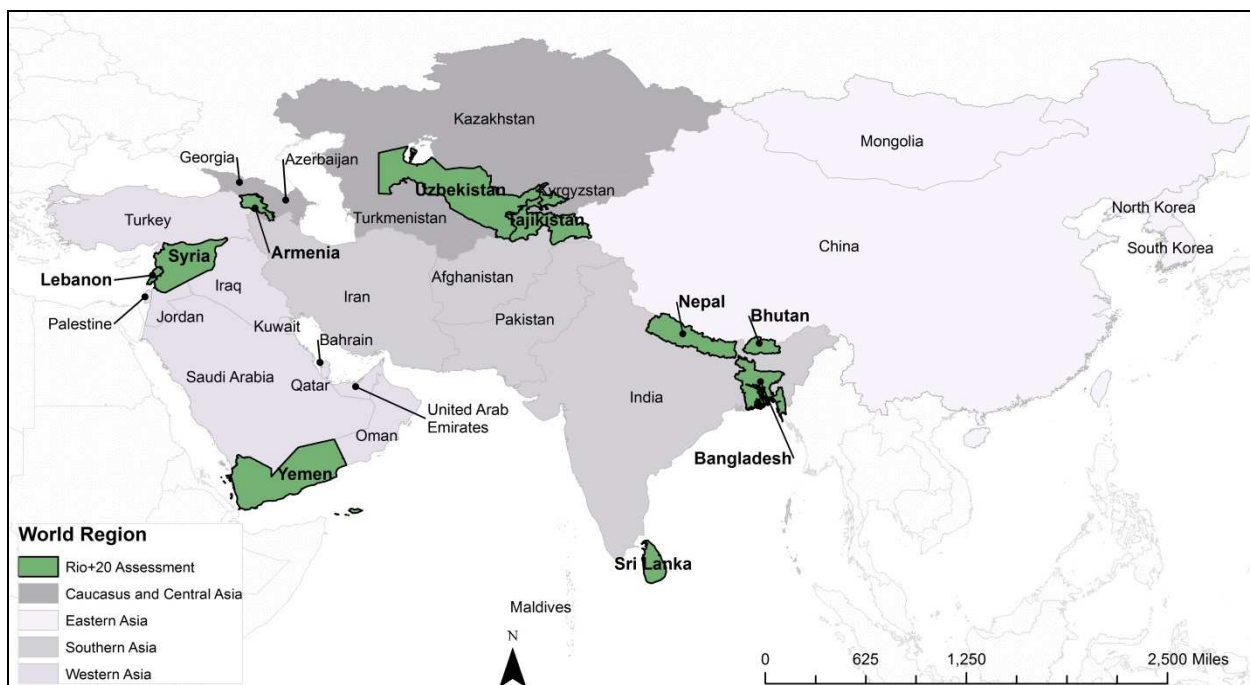 Kazakhstan
Mongolia
Georgia
Azerbaijan
Uzbekistan
Kyrgyzstan
Turkey
Turkmenistan
Tajikistan
North Korea
China
South Korea
Armenia
Syria
Lebanon
Afghanistan
Iraq
Iran
Nepal
Bhutan
Palestine
Jordan
Pakistan
Kuwait
Bahrain
Saudi Arabia
Qatar
India
United Arab
Emirates
Oman
Bangladesh
Yemen
Sri Lanka
Maldives
World Region
Rio+20 Assessment
Caucasus and Central Asia
Eastern Asia
Southern Asia
Western Asia
N
0 625 1,250 2,500 Miles